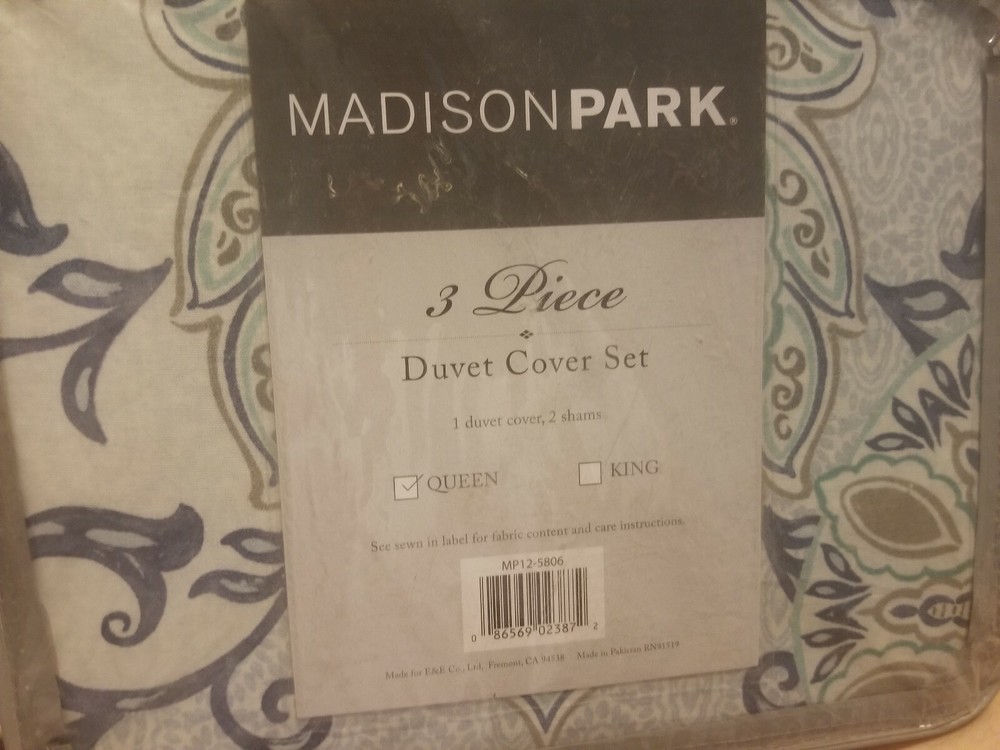 MADISONPARK®
3 Piece
Duvet Cover Set
1 duvet cover, 2 shams
QUEEN KING
See sewn in label for fabric content and care instructions.
MP12-5806
0 86569 02387 2
Made for E&E Co., Ltd, Fremont, CA 94538 Made in Pakistan RN81519